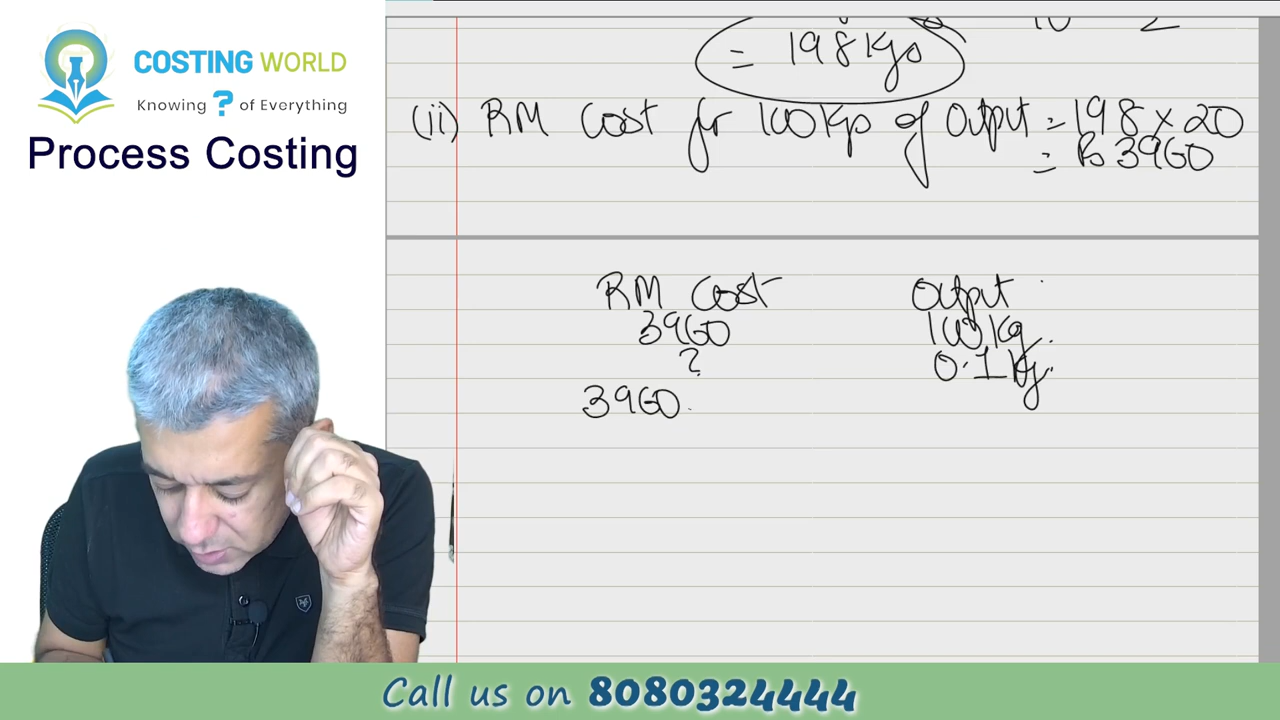 COSTING WORLD
Knowing ? of Everything
Process Costing
= 198 Kgs
(ii) RM Cost for 100 Kgs of Output = 198 × 20
= Rs 3960
RM Cost Output
3960 100 Kg.
? 0.1 Kg.
3960
Call us on 8080324444